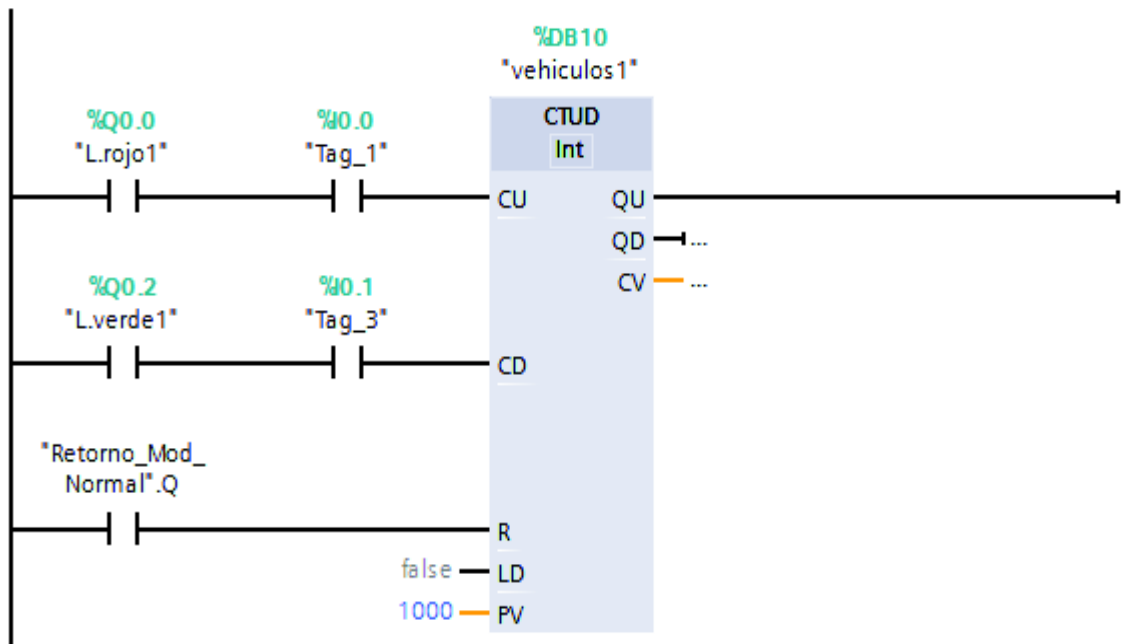 %DB10
"vehiculos1"
%Q0.0
%I0.0
CTUD
"L.rojo1"
"Tag_1"
Int
CU
QU
QD
...
%Q0.2
%I0.1
CV
...
"L.verde1"
"Tag_3"
CD
"Retorno_Mod_
Normal".Q
R
false
LD
1000
PV